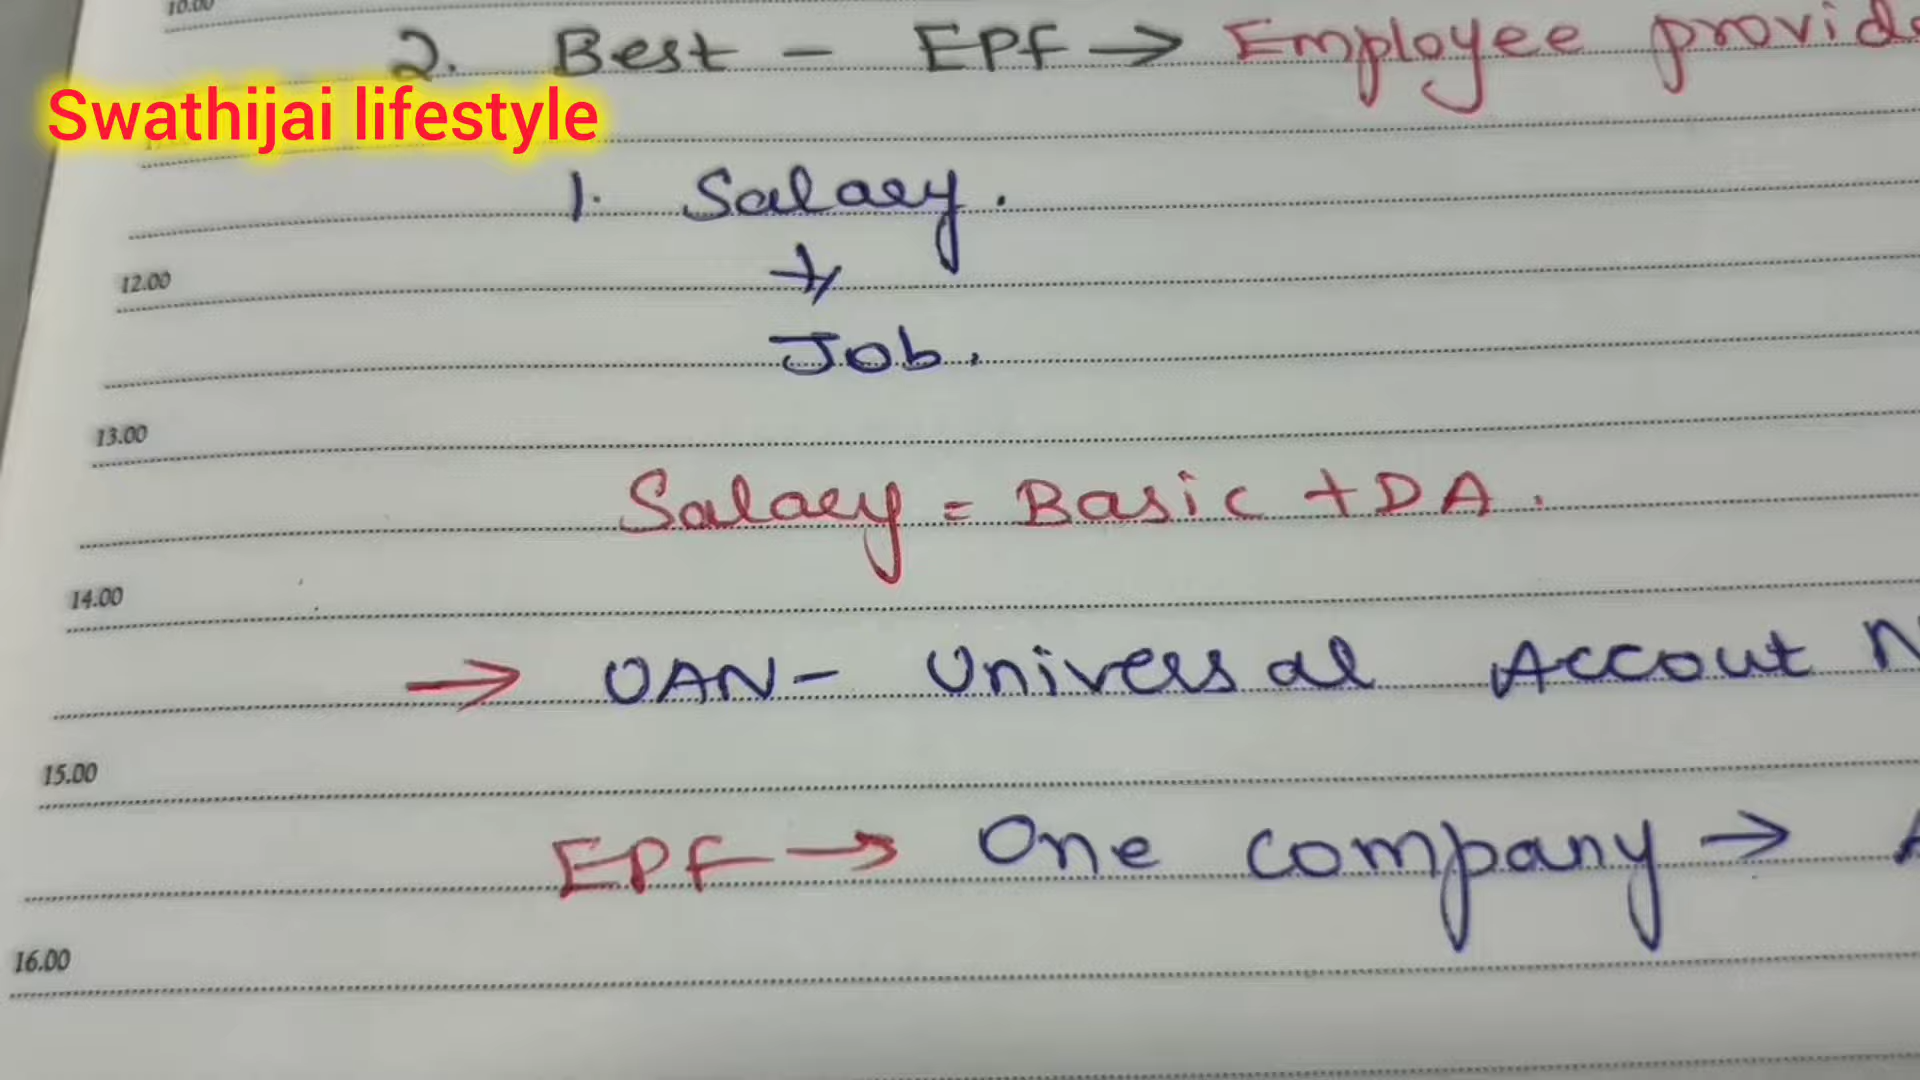 10.00
2. Best - EPF → Employee provide
Swathijai lifestyle
1. Salary.
Job.
12.00
13.00
Salary = Basic + DA.
14.00
→ UAN - Universal Accout N
15.00
EPF → One company →
16.00